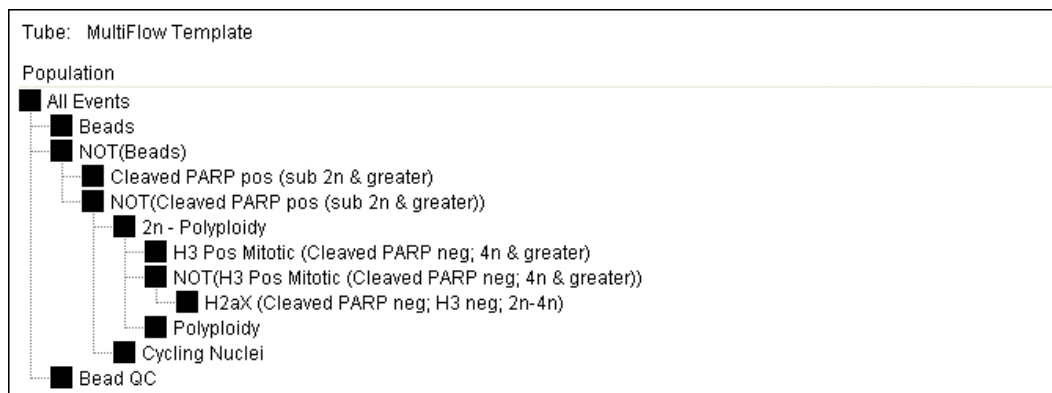 Tube: MultiFlow Template
Population
All Events
Beads
NOT(Beads)
Cleaved PARP pos (sub 2n & greater)
NOT(Cleaved PARP pos (sub 2n & greater))
2n - Polyploidy
H3 Pos Mitotic (Cleaved PARP neg; 4n & greater)
NOT(H3 Pos Mitotic (Cleaved PARP neg; 4n & greater))
H2aX (Cleaved PARP neg; H3 neg; 2n-4n)
Polyploidy
Cycling Nuclei
Bead QC